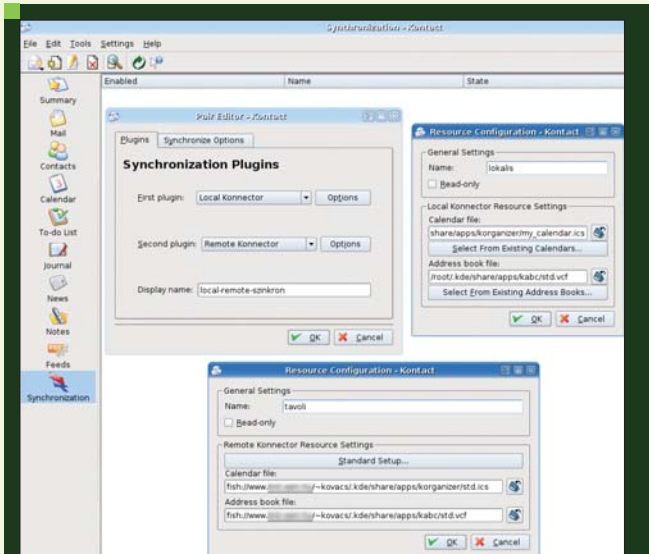 Synchronization - Kontact
File Edit Tools Settings Help
Enabled Name State
Summary
Mail
Contacts
Calendar
To-do List
Journal
News
Notes
Feeds
Synchronization
Pair Editor - Kontact
Plugins Synchronize Options
Synchronization Plugins
First plugin: Local Konnector Options
Second plugin: Remote Konnector Options
Display name: local-remote-szinkron
OK Cancel
Resource Configuration - Kontact
General Settings
Name: lokalis
Read-only
Local Konnector Resource Settings
Calendar file:
share/apps/korganizer/my_calendar.ics
Select From Existing Calendars...
Address book file:
/root/.kde/share/apps/kabc/std.vcf
Select From Existing Address Books...
OK Cancel
Resource Configuration - Kontact
General Settings
Name: tavoli
Read-only
Remote Konnector Resource Settings
Standard Setup...
Calendar file:
fish://www. /~kovacs/.kde/share/apps/korganizer/std.ics
Address book file:
fish://www. /~kovacs/.kde/share/apps/kabc/std.vcf
OK Cancel